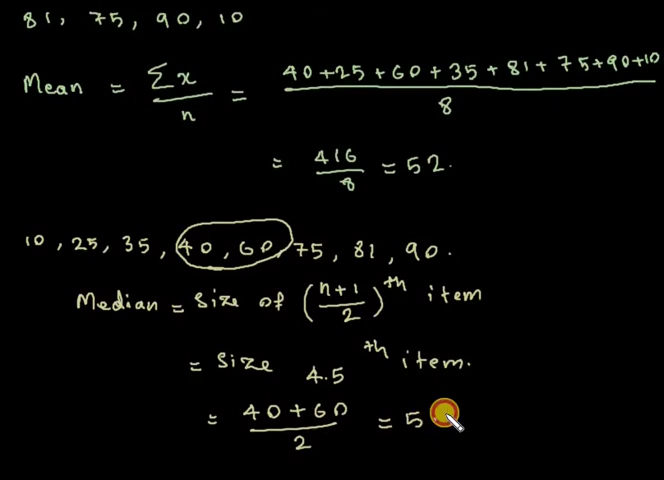 81, 75, 90, 10
Mean = Σx/n = 40+25+60+35+81+75+90+10/8
= 416/8 = 52.
10, 25, 35, 40, 60, 75, 81, 90.
Median = Size of (n+1/2)th item
= Size 4.5th item.
= 40+60/2 = 5